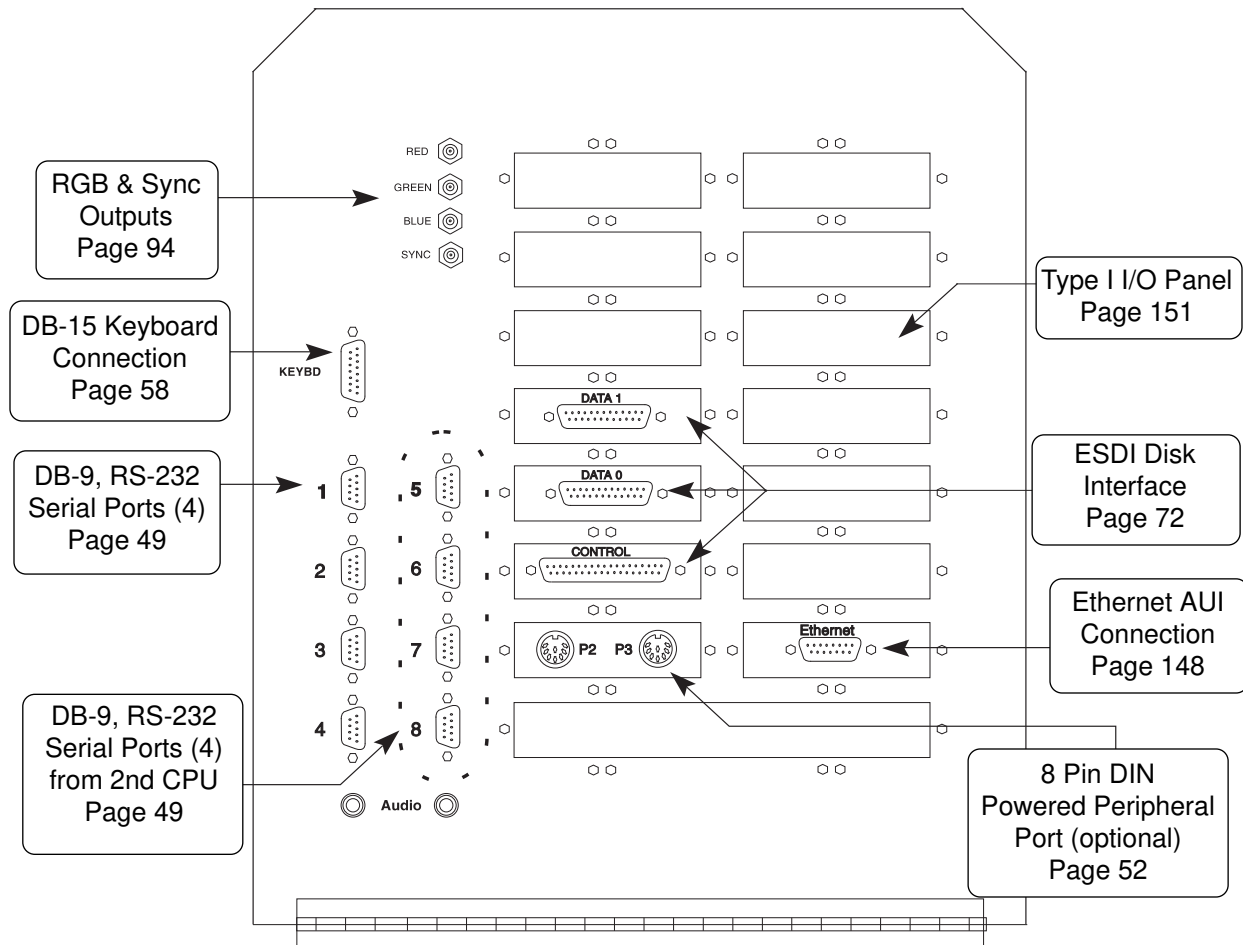 RGB & Sync
Outputs
Page 94
DB-15 Keyboard
Connection
Page 58
DB-9, RS-232
Serial Ports (4)
Page 49
DB-9, RS-232
Serial Ports (4)
from 2nd CPU
Page 49
RED
GREEN
BLUE
SYNC
KEYBD
1
2
3
4
5
6
7
8
Audio
DATA 1
DATA 0
CONTROL
P2 P3
Ethernet
Type I I/O Panel
Page 151
ESDI Disk
Interface
Page 72
Ethernet AUI
Connection
Page 148
8 Pin DIN
Powered Peripheral
Port (optional)
Page 52